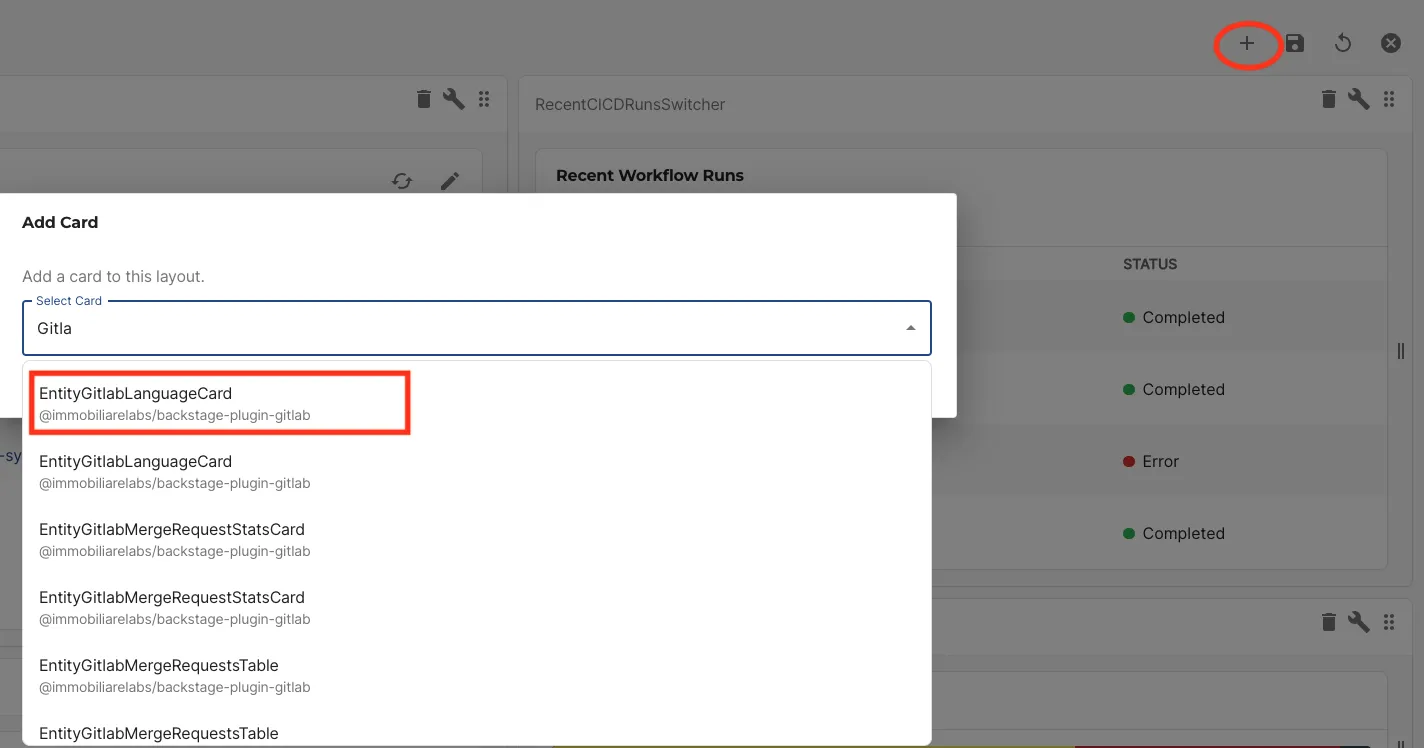 RecentCICDRunsSwitcher
Recent Workflow Runs
Add Card
Add a card to this layout.
Select Card
Gitla
EntityGitlabLanguageCard
@immobiliarelabs/backstage-plugin-gitlab
EntityGitlabLanguageCard
@immobiliarelabs/backstage-plugin-gitlab
EntityGitlabMergeRequestStatsCard
@immobiliarelabs/backstage-plugin-gitlab
EntityGitlabMergeRequestStatsCard
@immobiliarelabs/backstage-plugin-gitlab
EntityGitlabMergeRequestsTable
@immobiliarelabs/backstage-plugin-gitlab
EntityGitlabMergeRequestsTable
-sy
STATUS
Completed
Completed
Error
Completed